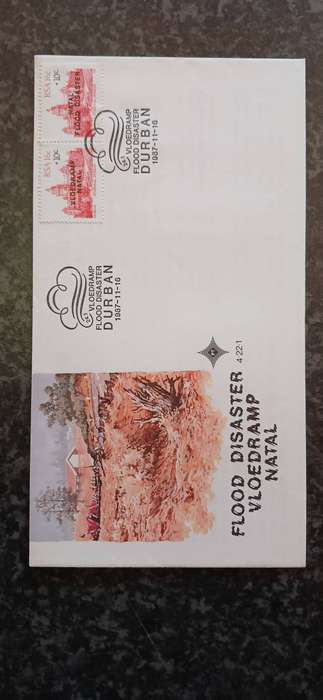 RSA 16c
+10c
VLOEDRAMP
NATAL
RSA 16c
+10c
NATAL
FLOOD DISASTER
VLOEDRAMP
FLOOD DISASTER
DURBAN
1987-11-16
VLOEDRAMP
FLOOD DISASTER
DURBAN
1987-11-16
4·22·1
FLOOD DISASTER
VLOEDRAMP
NATAL